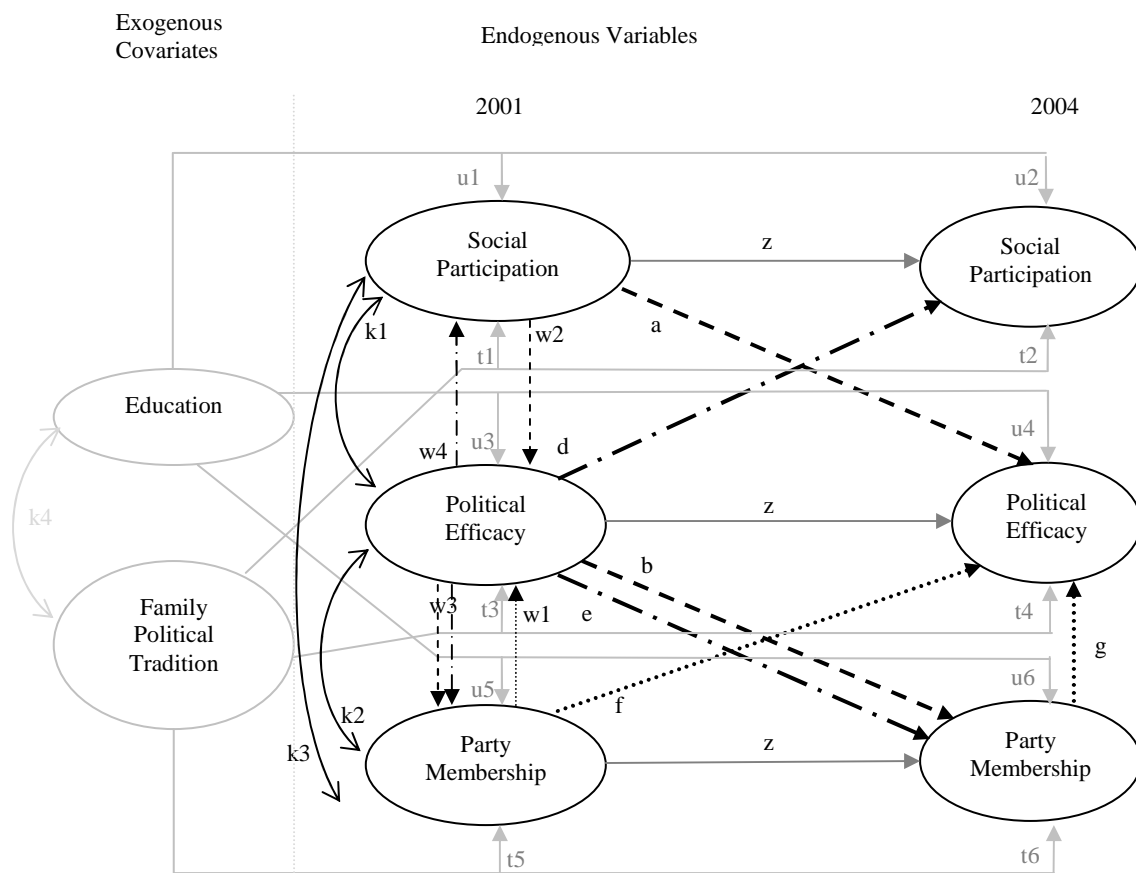 Exogenous
Covariates
Endogenous Variables
2001
2004
u1
u2
Social
Participation
z
Social
Participation
k1
w2
a
t1
t2
Education
u3
u4
w4
d
k4
Political
Efficacy
z
Political
Efficacy
b
Family
Political
Tradition
w3
t3
w1
e
t4
g
u5
u6
k2
f
k3
Party
Membership
z
Party
Membership
t5
t6